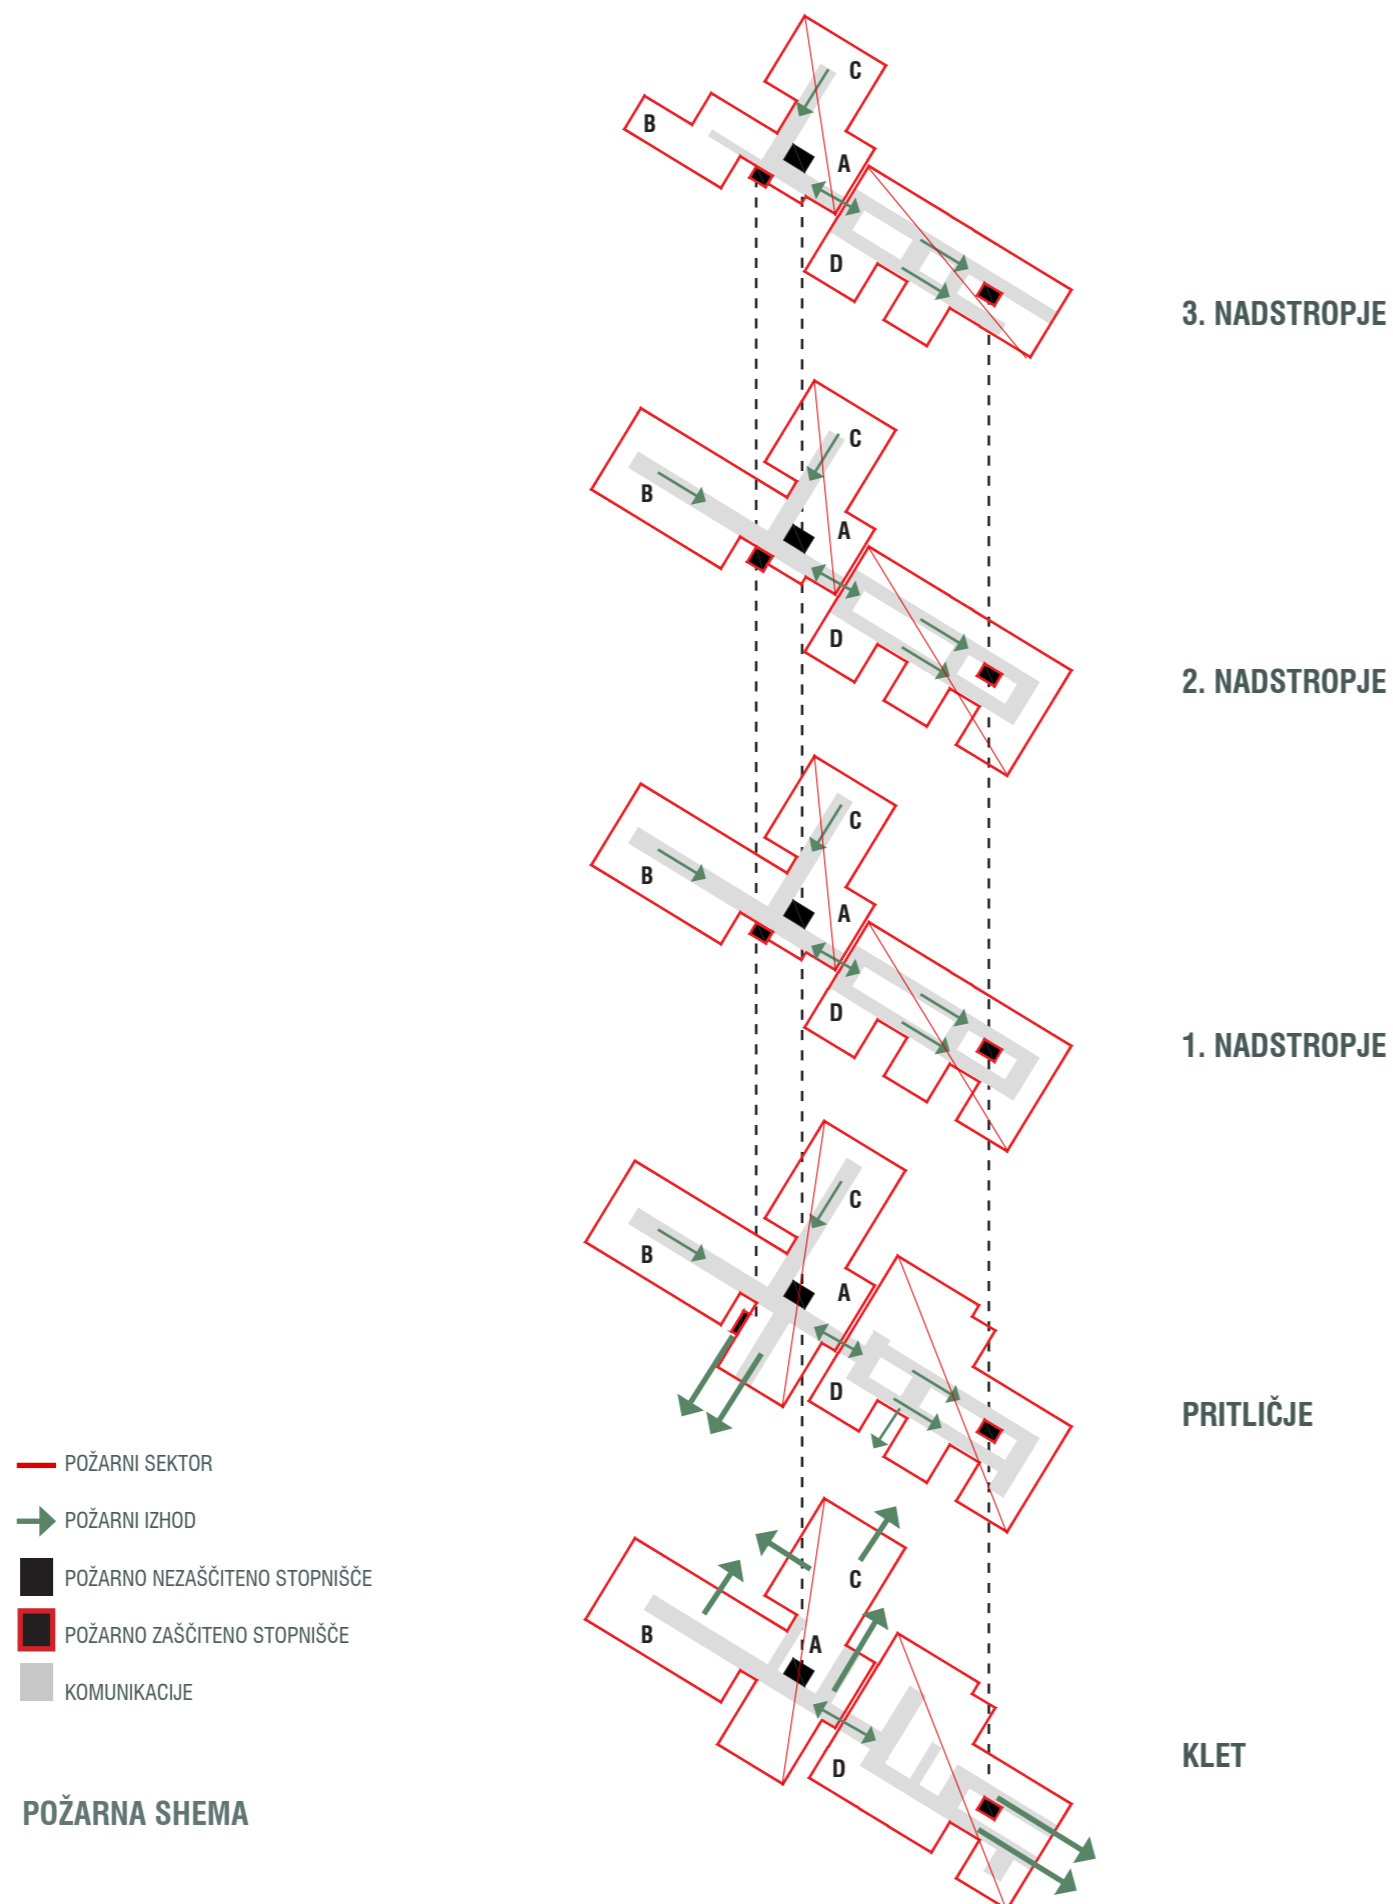 C
B
A
D
3. NADSTROPJE
C
B
A
D
2. NADSTROPJE
C
B
A
D
1. NADSTROPJE
C
B
A
D
PRITLIČJE
C
B
A
D
KLET
POŽARNI SEKTOR
POŽARNI IZHOD
POŽARNO NEZAŠČITENO STOPNIŠČE
POŽARNO ZAŠČITENO STOPNIŠČE
KOMUNIKACIJE
POŽARNA SHEMA